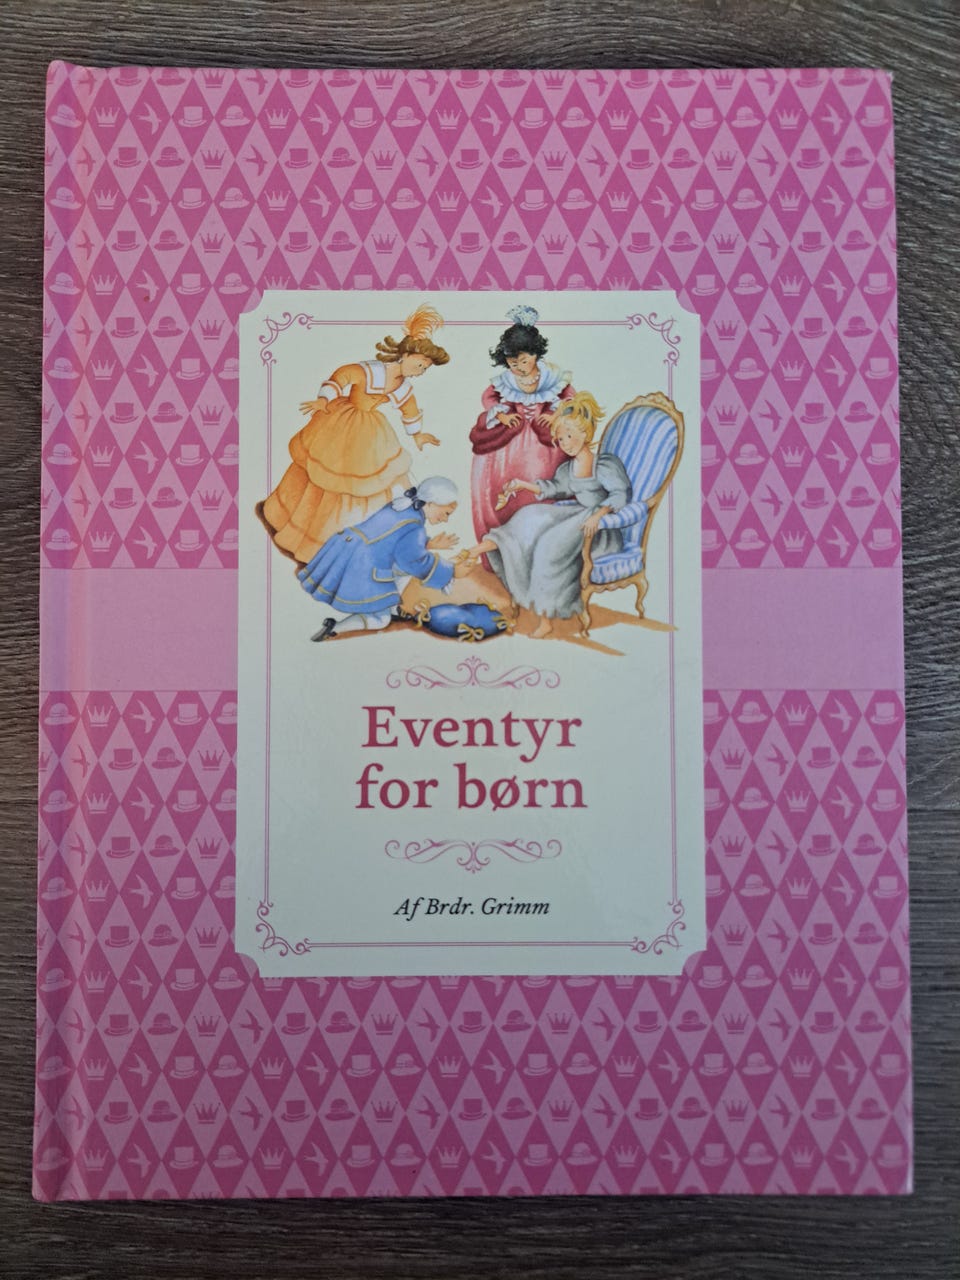 Eventyr
for børn
Af Brdr. Grimm